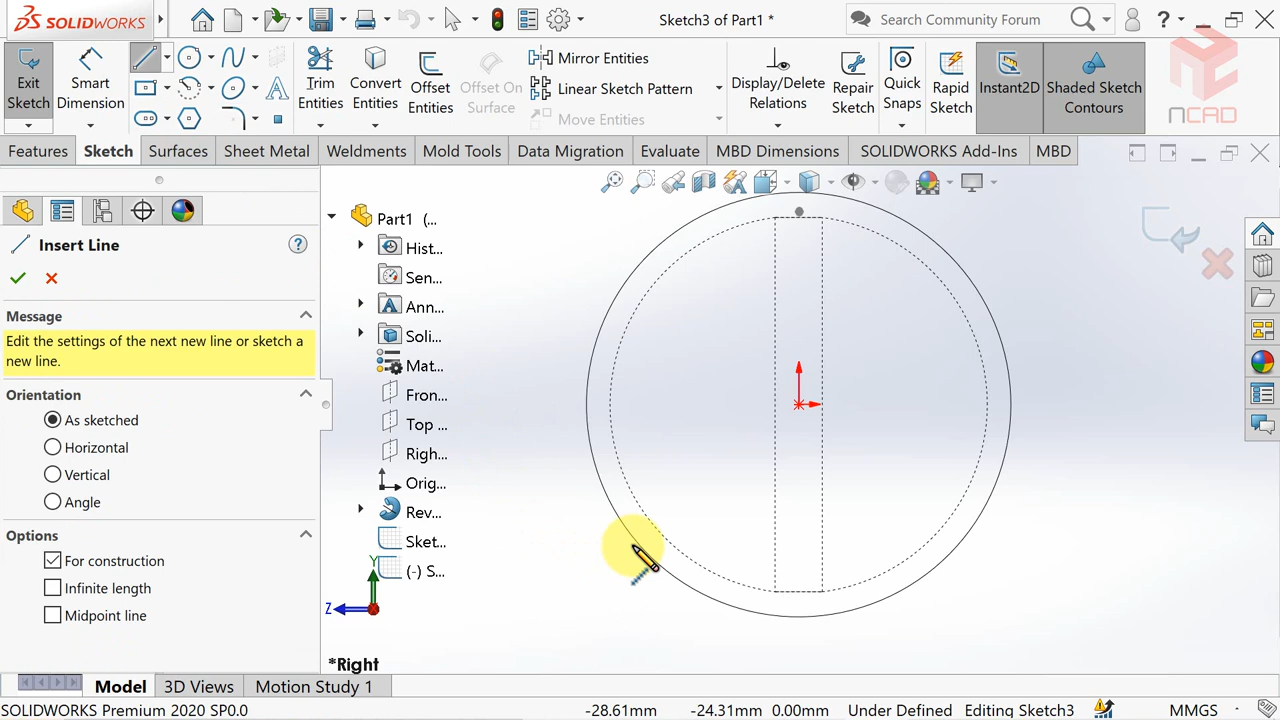 SOLIDWORKS
Sketch3 of Part1 *
Search Community Forum
?
Exit Sketch
Smart Dimension
Trim Entities
Convert Entities
Offset Entities
Offset On Surface
Mirror Entities
Linear Sketch Pattern
Move Entities
Display/Delete Relations
Repair Sketch
Quick Snaps
Rapid Sketch
Instant2D
Shaded Sketch Contours
NCAD
Features
Sketch
Surfaces
Sheet Metal
Weldments
Mold Tools
Data Migration
Evaluate
MBD Dimensions
SOLIDWORKS Add-Ins
MBD
Insert Line
?
Message
Edit the settings of the next new line or sketch a
new line.
Orientation
As sketched
Horizontal
Vertical
Angle
Options
For construction
Infinite length
Midpoint line
Part1 (...
Hist...
Sen...
Ann...
Soli...
Mat...
Fron...
Top ...
Righ...
Orig...
Rev...
Sket...
(-) S...
Y
Z
*Right
Model
3D Views
Motion Study 1
SOLIDWORKS Premium 2020 SP0.0
-28.61mm
-24.31mm
0.00mm
Under Defined
Editing Sketch3
MMGS